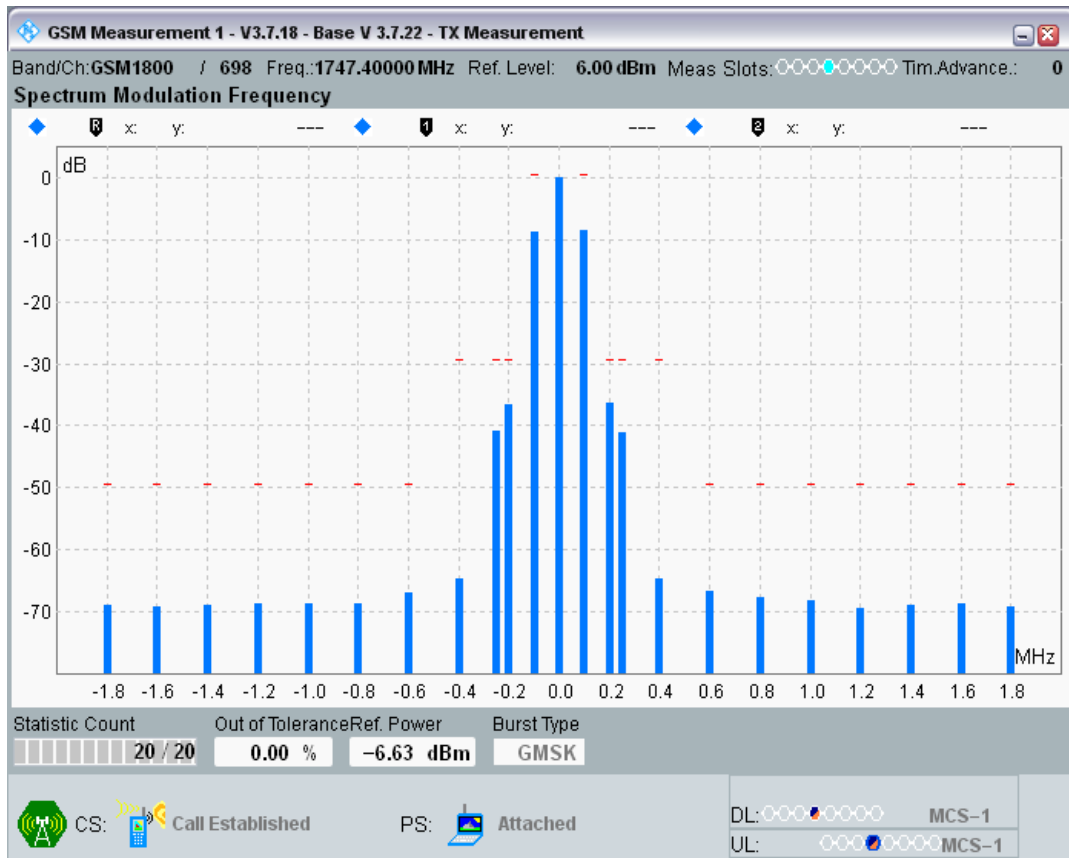 GSM Measurement 1 - V3.7.18 - Base V 3.7.22 - TX Measurement
Band/Ch:GSM1800 / 698 Freq.:1747.40000 MHz Ref. Level: 6.00 dBm Meas Slots: Tim.Advance.: 0
Spectrum Modulation Frequency
R x: y: --- 1 x: y: --- 2 x: y: ---
dB
0
-10
-20
-30
-40
-50
-60
-70
MHz
-1.8 -1.6 -1.4 -1.2 -1.0 -0.8 -0.6 -0.4 -0.2 0.0 0.2 0.4 0.6 0.8 1.0 1.2 1.4 1.6 1.8
Statistic Count Out of Tolerance Ref. Power Burst Type
20 / 20 0.00 % −6.63 dBm GMSK
CS: Call Established PS: Attached
DL: MCS−1
UL: MCS−1